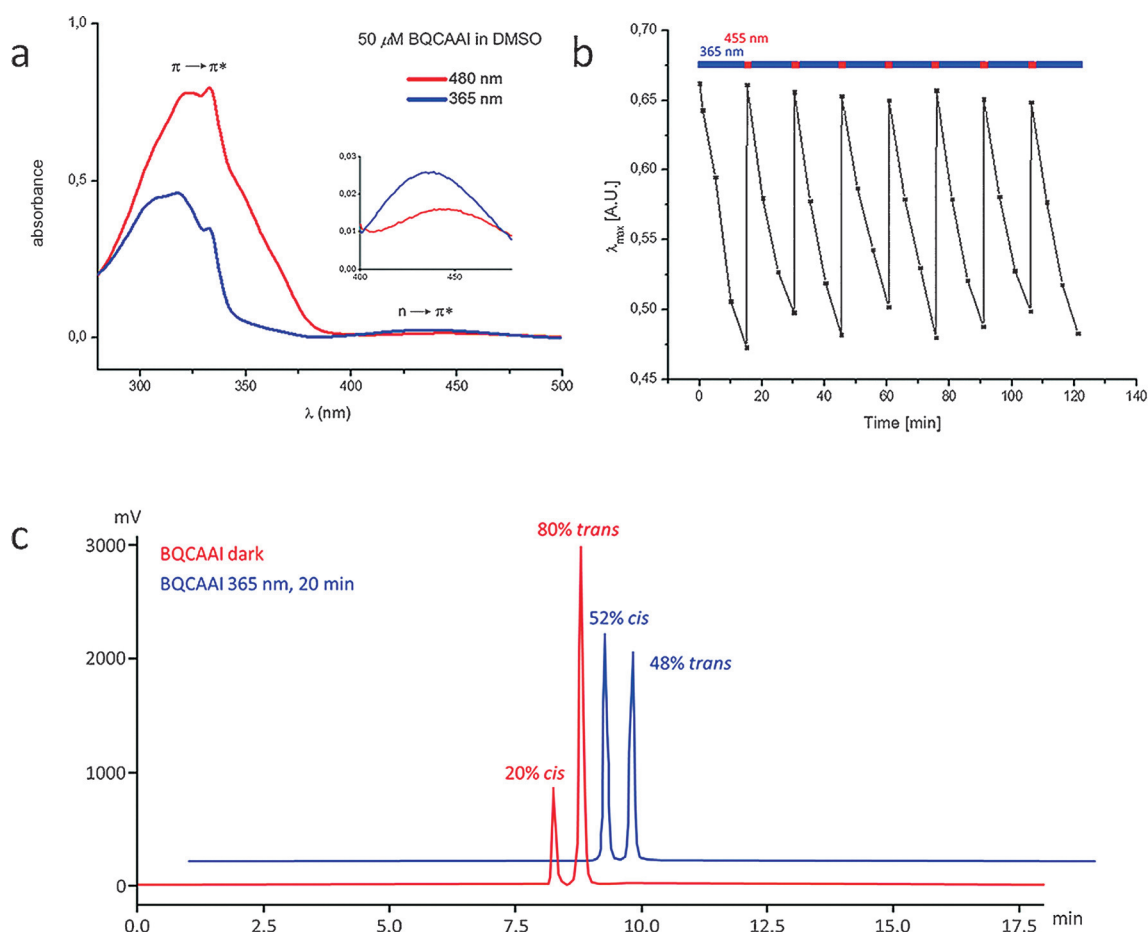 a
1,0
0,5
0,0
absorbance
π → π*
50 μM BQCAAI in DMSO
480 nm
365 nm
0,03
0,02
0,01
0,00
400
450
n → π*
300
350
400
450
500
λ (nm)
b
0,70
0,65
0,60
0,55
0,50
0,45
λmax [A.U.]
455 nm
365 nm
0
20
40
60
80
100
120
140
Time [min]
c
mV
3000
2000
1000
0
BQCAAI dark
BQCAAI 365 nm, 20 min
80% trans
52% cis
48% trans
20% cis
0.0
2.5
5.0
7.5
10.0
12.5
15.0
17.5
min